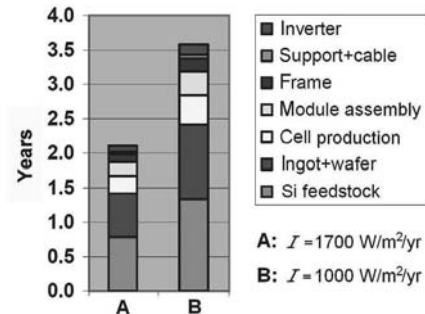 4.0
3.5
3.0
2.5
2.0
1.5
1.0
0.5
0.0
Years
A
B
Inverter
Support+cable
Frame
Module assembly
Cell production
Ingot+wafer
Si feedstock
A: I =1700 W/m²/yr
B: I =1000 W/m²/yr